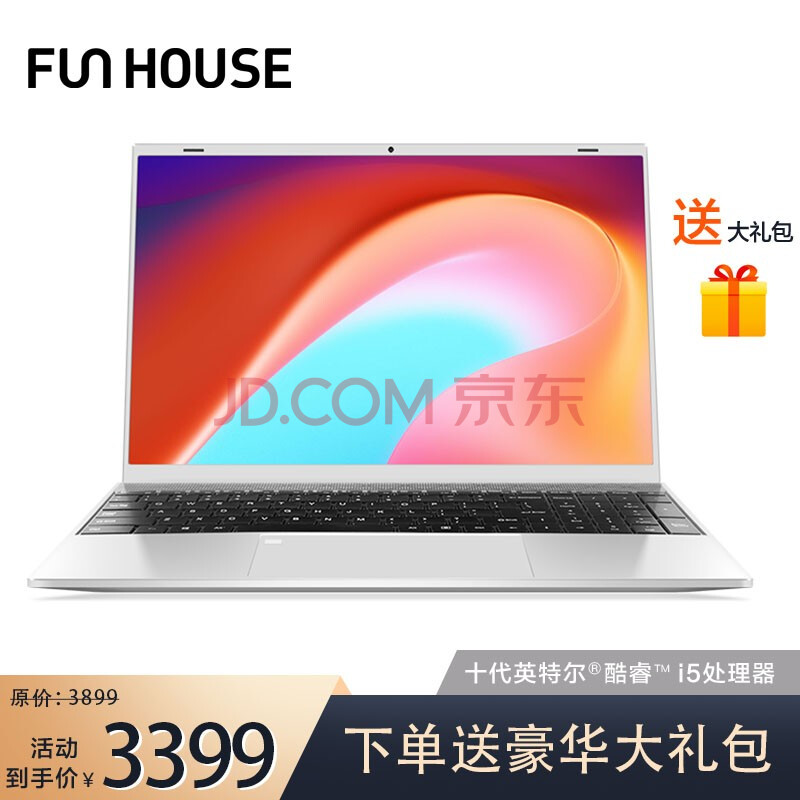 FUN HOUSE
送大礼包
JD.COM 京东
十代英特尔®酷睿™ i5处理器
原价:3899
活动
到手价¥3399
下单送豪华大礼包